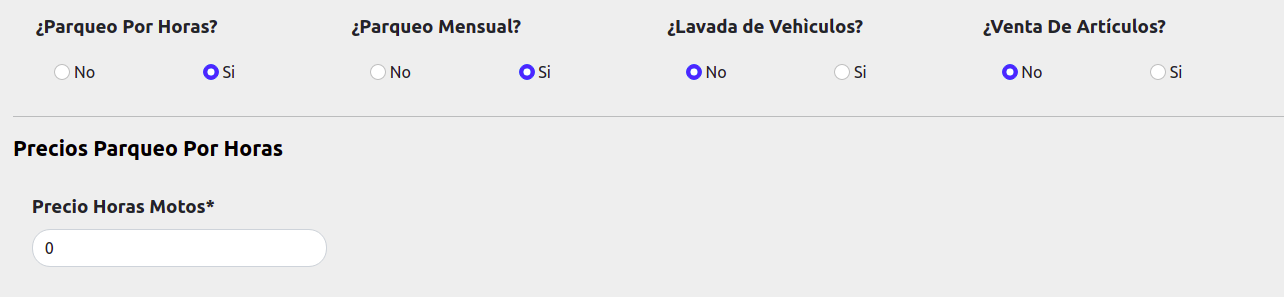 ¿Parqueo Por Horas? ¿Parqueo Mensual? ¿Lavada de Vehìculos? ¿Venta De Artículos?
No Si No Si No Si No Si
Precios Parqueo Por Horas
Precio Horas Motos*
0